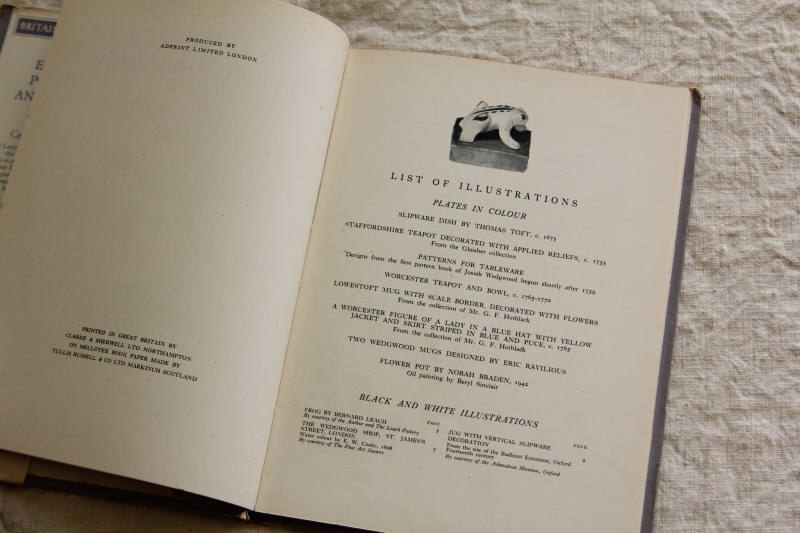 BRITAI
E
P
AN
Ce
PRODUCED BY
ADPRINT LIMITED LONDON
PRINTED IN GREAT BRITAIN BY
CLARKE & SHERWELL LTD NORTHAMPTON
ON MELLOTEX BOOK PAPER MADE BY
TULLIS RUSSELL & CO LTD MARKINCH SCOTLAND
LIST OF ILLUSTRATIONS
PLATES IN COLOUR
SLIPWARE DISH BY THOMAS TOFT, c. 1675
STAFFORDSHIRE TEAPOT DECORATED WITH APPLIED RELIEFS, c. 1755
From the Glaisher collection
PATTERNS FOR TABLEWARE
Designs from the first pattern book of Josiah Wedgwood begun shortly after 1759
WORCESTER TEAPOT AND BOWL, c. 1765-1770
LOWESTOFT MUG WITH SCALE BORDER, DECORATED WITH FLOWERS
From the collection of Mr. G. F. Hotblack
A WORCESTER FIGURE OF A LADY IN A BLUE HAT WITH YELLOW
JACKET AND SKIRT STRIPED IN BLUE AND PUCE, c. 1765
From the collection of Mr. G. F. Hotblack
TWO WEDGWOOD MUGS DESIGNED BY ERIC RAVILIOUS
FLOWER POT BY NORAH BRADEN, 1942
Oil painting by Beryl Sinclair
BLACK AND WHITE ILLUSTRATIONS
PAGE
FROG BY BERNARD LEACH
By courtesy of the Author and The Leach Pottery 5
THE WEDGWOOD SHOP, ST. JAMES'S
STREET, LONDON
Water colour by E. W. Cooke, 7
By courtesy of The Fine Art Society
PAGE
JUG WITH VERTICAL SLIPWARE
DECORATION
From the site of the Bodleian Extension, Oxford 8
Fourteenth century
By courtesy of the Ashmolean Museum, Oxford